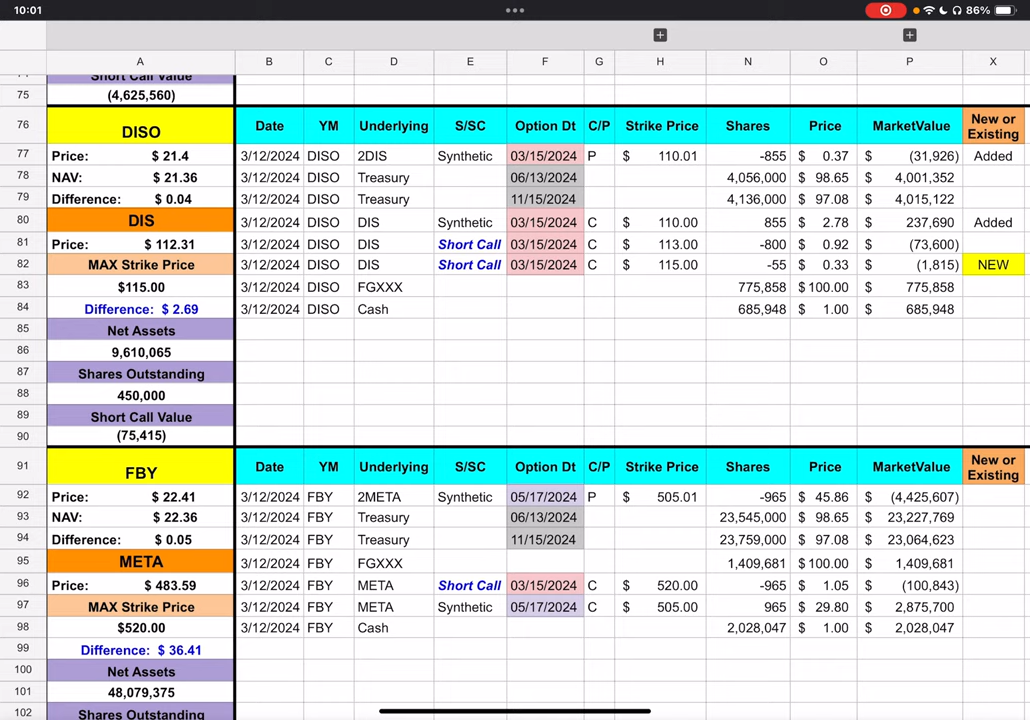 10:01 86%
A B C D E F G H N O P X
Short Call Value
75 (4,625,560)
76 DISO Date YM Underlying S/SC Option Dt C/P Strike Price Shares Price MarketValue New or Existing
77 Price: $ 21.4 3/12/2024 DISO 2DIS Synthetic 03/15/2024 P $ 110.01 -855 $ 0.37 $ (31,926) Added
78 NAV: $ 21.36 3/12/2024 DISO Treasury 06/13/2024 4,056,000 $ 98.65 $ 4,001,352
79 Difference: $ 0.04 3/12/2024 DISO Treasury 11/15/2024 4,136,000 $ 97.08 $ 4,015,122
80 DIS 3/12/2024 DISO DIS Synthetic 03/15/2024 C $ 110.00 855 $ 2.78 $ 237,690 Added
81 Price: $ 112.31 3/12/2024 DISO DIS Short Call 03/15/2024 C $ 113.00 -800 $ 0.92 $ (73,600)
82 MAX Strike Price 3/12/2024 DISO DIS Short Call 03/15/2024 C $ 115.00 -55 $ 0.33 $ (1,815) NEW
83 $115.00 3/12/2024 DISO FGXXX 775,858 $ 100.00 $ 775,858
84 Difference: $ 2.69 3/12/2024 DISO Cash 685,948 $ 1.00 $ 685,948
85 Net Assets
86 9,610,065
87 Shares Outstanding
88 450,000
89 Short Call Value
90 (75,415)
91 FBY Date YM Underlying S/SC Option Dt C/P Strike Price Shares Price MarketValue New or Existing
92 Price: $ 22.41 3/12/2024 FBY 2META Synthetic 05/17/2024 P $ 505.01 -965 $ 45.86 $ (4,425,607)
93 NAV: $ 22.36 3/12/2024 FBY Treasury 06/13/2024 23,545,000 $ 98.65 $ 23,227,769
94 Difference: $ 0.05 3/12/2024 FBY Treasury 11/15/2024 23,759,000 $ 97.08 $ 23,064,623
95 META 3/12/2024 FBY FGXXX 1,409,681 $ 100.00 $ 1,409,681
96 Price: $ 483.59 3/12/2024 FBY META Short Call 03/15/2024 C $ 520.00 -965 $ 1.05 $ (100,843)
97 MAX Strike Price 3/12/2024 FBY META Synthetic 05/17/2024 C $ 505.00 965 $ 29.80 $ 2,875,700
98 $520.00 3/12/2024 FBY Cash 2,028,047 $ 1.00 $ 2,028,047
99 Difference: $ 36.41
100 Net Assets
101 48,079,375
102 Shares Outstanding